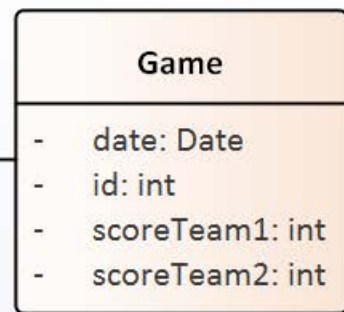 Game
- date: Date
- id: int
- scoreTeam1: int
- scoreTeam2: int